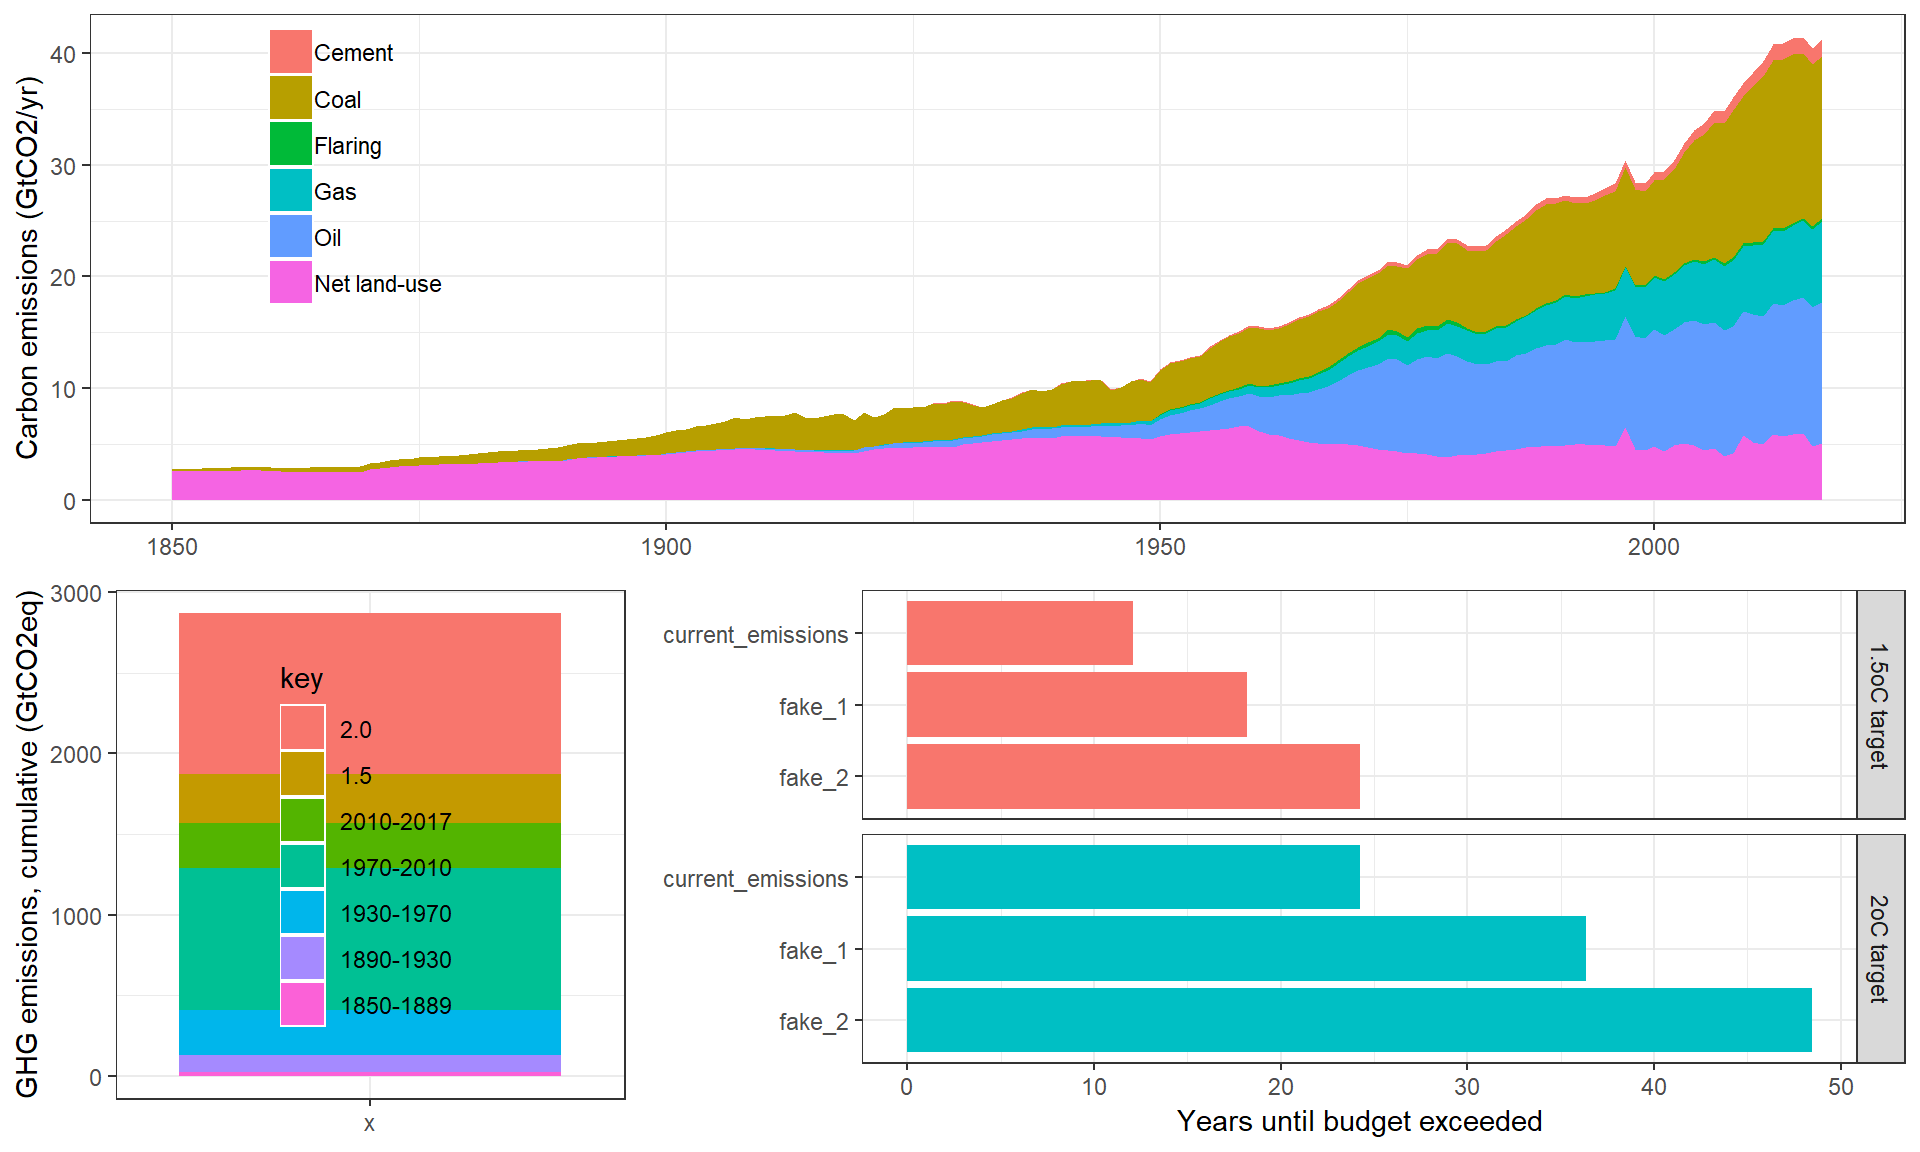 Carbon emissions (GtCO2/yr)
40
30
20
10
0
Cement
Coal
Flaring
Gas
Oil
Net land-use
1850
1900
1950
2000
GHG emissions, cumulative (GtCO2eq)
3000
2000
1000
0
key
2.0
1.5
2010-2017
1970-2010
1930-1970
1890-1930
1850-1889
x
current_emissions
fake_1
fake_2
1.5oC target
current_emissions
fake_1
fake_2
2oC target
0
10
20
30
40
50
Years until budget exceeded